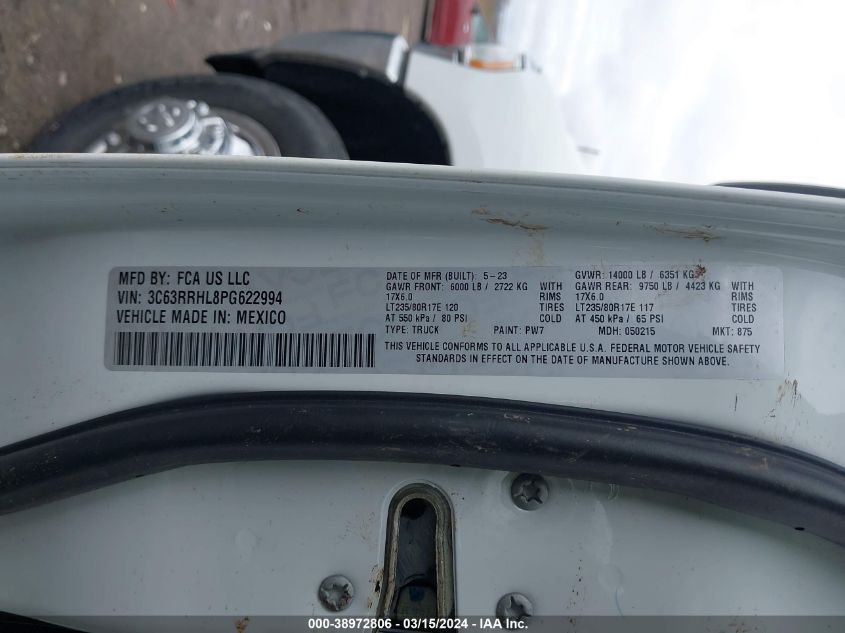 MFD BY: FCA US LLC
VIN: 3C63RRHL8PG622994
VEHICLE MADE IN: MEXICO
DATE OF MFR (BUILT): 5-23
GAWR FRONT: 6000 LB / 2722 KG WITH
17X6.0 RIMS
LT235/80R17E 120 TIRES
AT 550 kPa / 80 PSI COLD
TYPE: TRUCK PAINT: PW7
GVWR: 14000 LB / 6351 KG
GAWR REAR: 9750 LB / 4423 KG WITH
17X6.0 RIMS
LT235/80R17E 117 TIRES
AT 450 kPa / 65 PSI COLD
MDH: 050215 MKT: 875
THIS VEHICLE CONFORMS TO ALL APPLICABLE U.S.A. FEDERAL MOTOR VEHICLE SAFETY
STANDARDS IN EFFECT ON THE DATE OF MANUFACTURE SHOWN ABOVE.
000-38972806 - 03/15/2024 - IAA Inc.